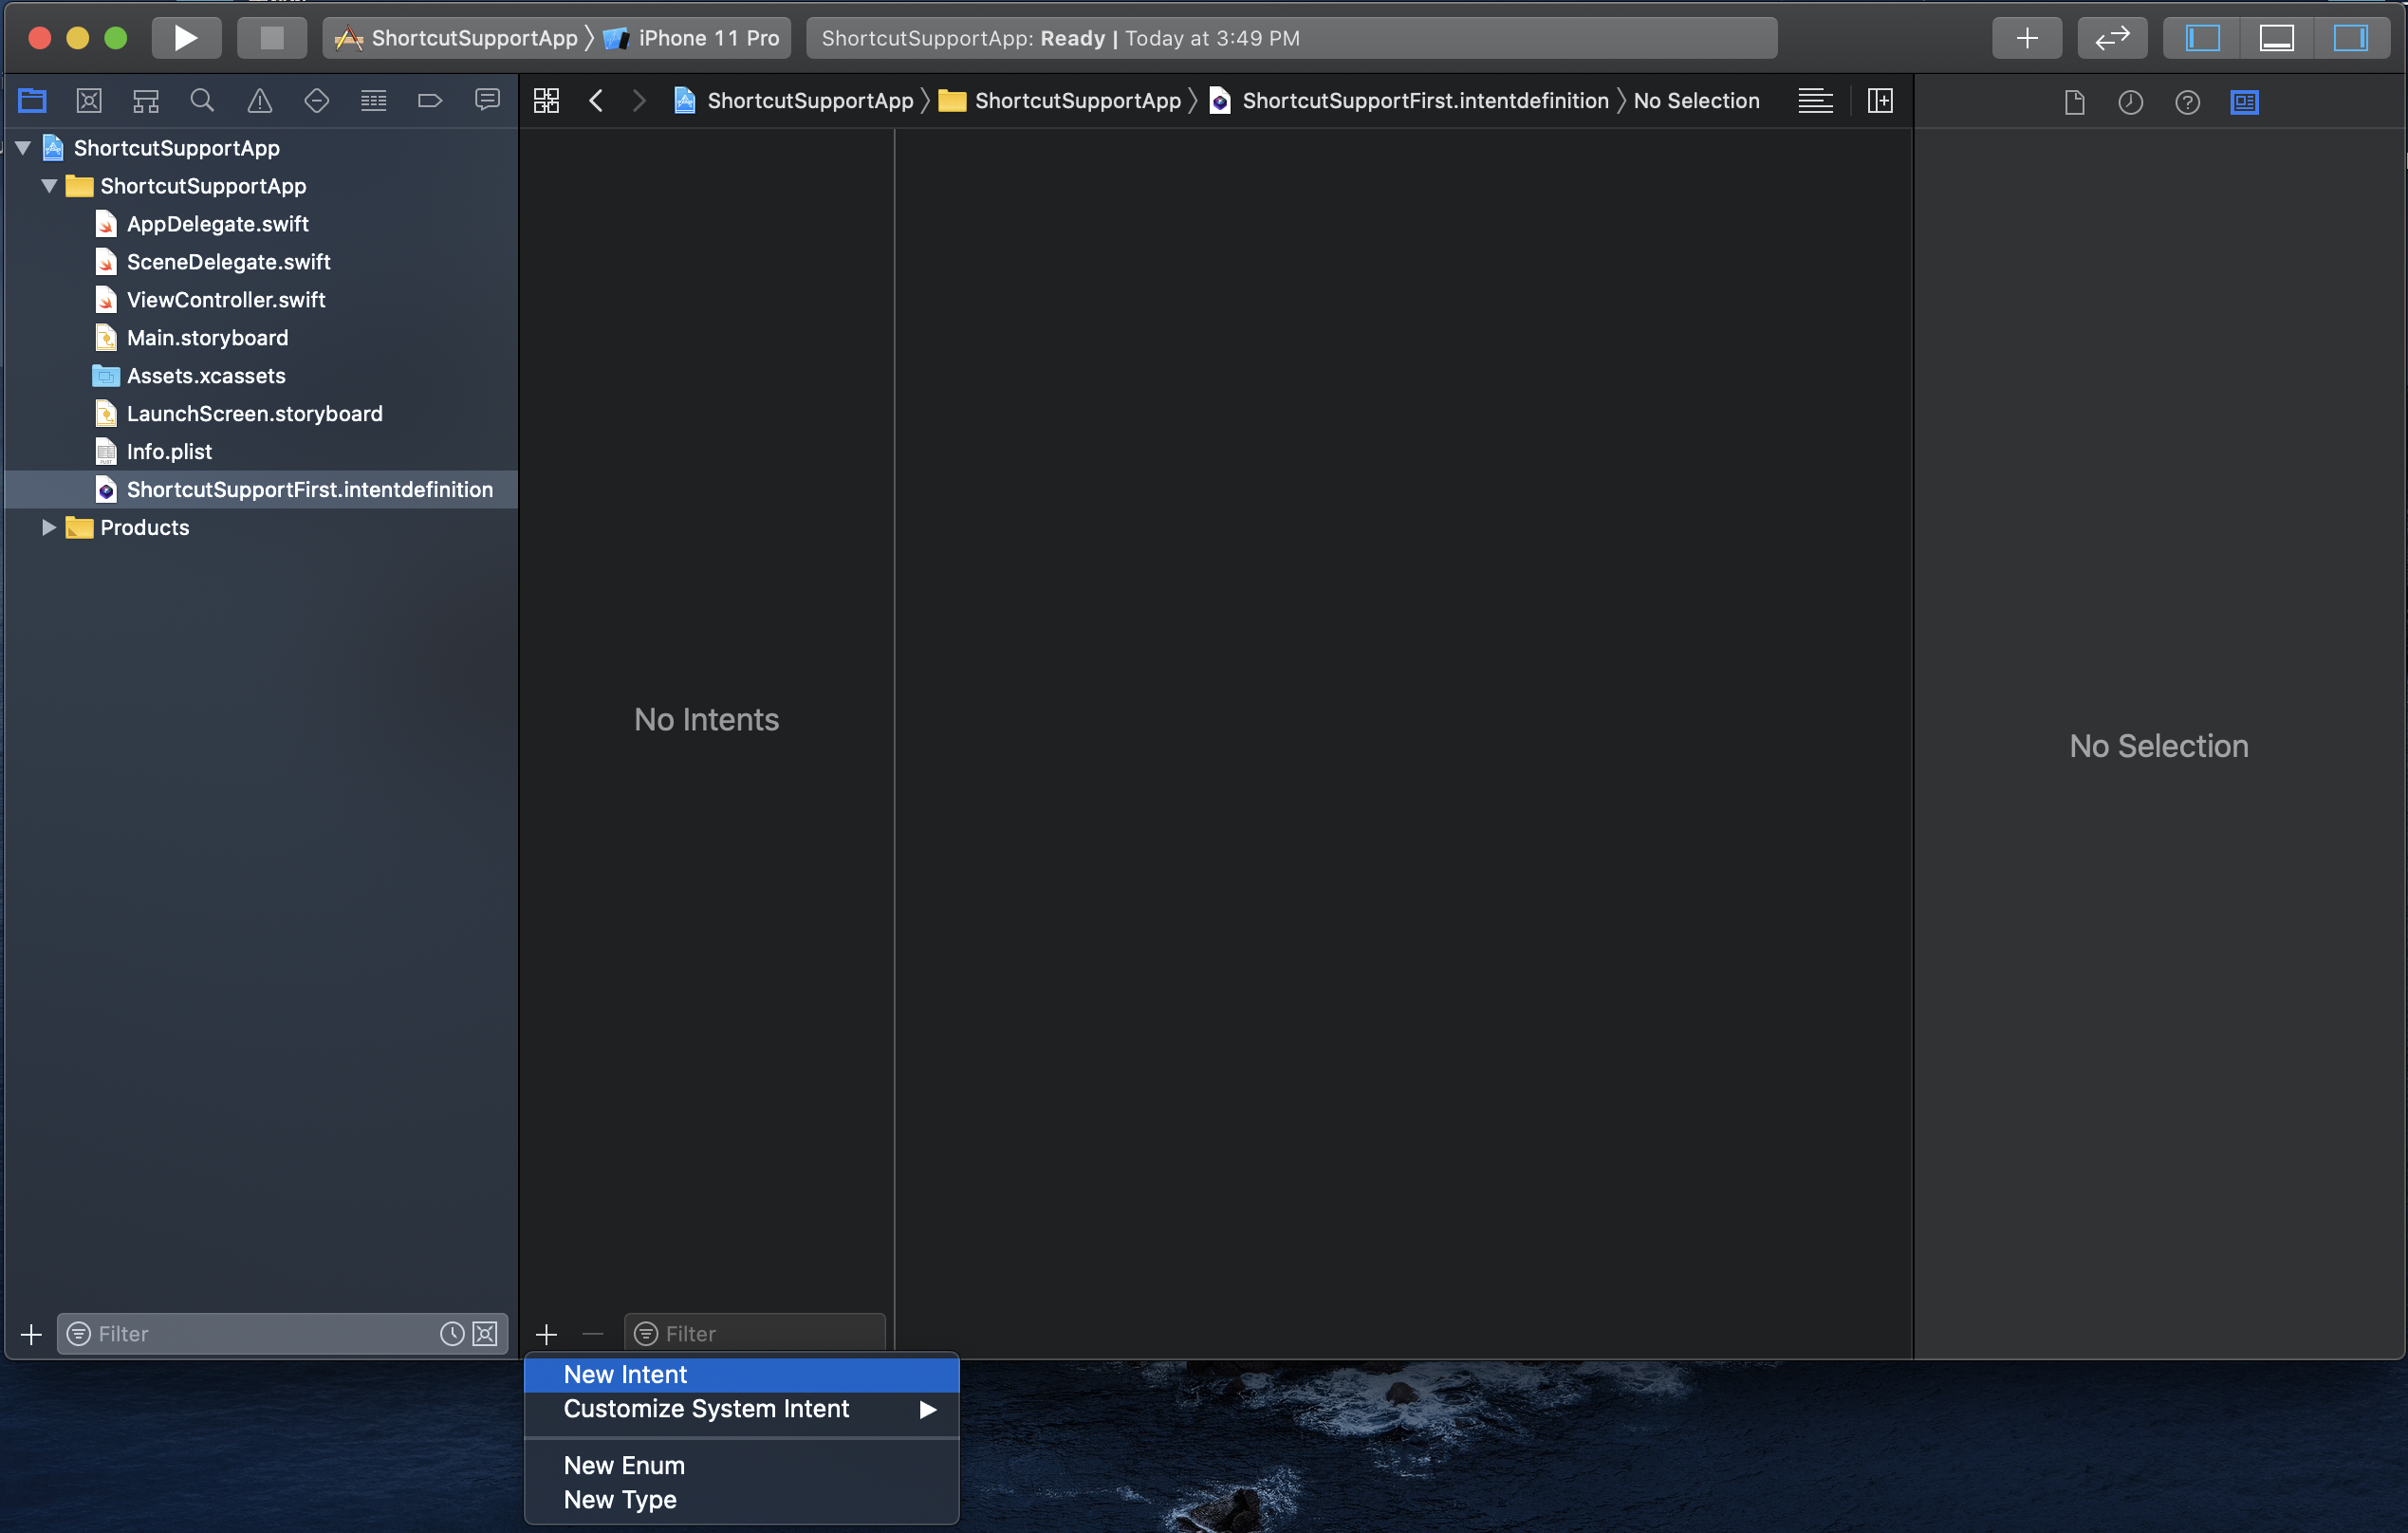 ShortcutSupportApp 〉 iPhone 11 Pro
ShortcutSupportApp: Ready | Today at 3:49 PM
ShortcutSupportApp 〉 ShortcutSupportApp 〉 ShortcutSupportFirst.intentdefinition 〉 No Selection
ShortcutSupportApp
ShortcutSupportApp
AppDelegate.swift
SceneDelegate.swift
ViewController.swift
Main.storyboard
Assets.xcassets
LaunchScreen.storyboard
Info.plist
ShortcutSupportFirst.intentdefinition
Products
No Intents
No Selection
Filter
Filter
New Intent
Customize System Intent
New Enum
New Type